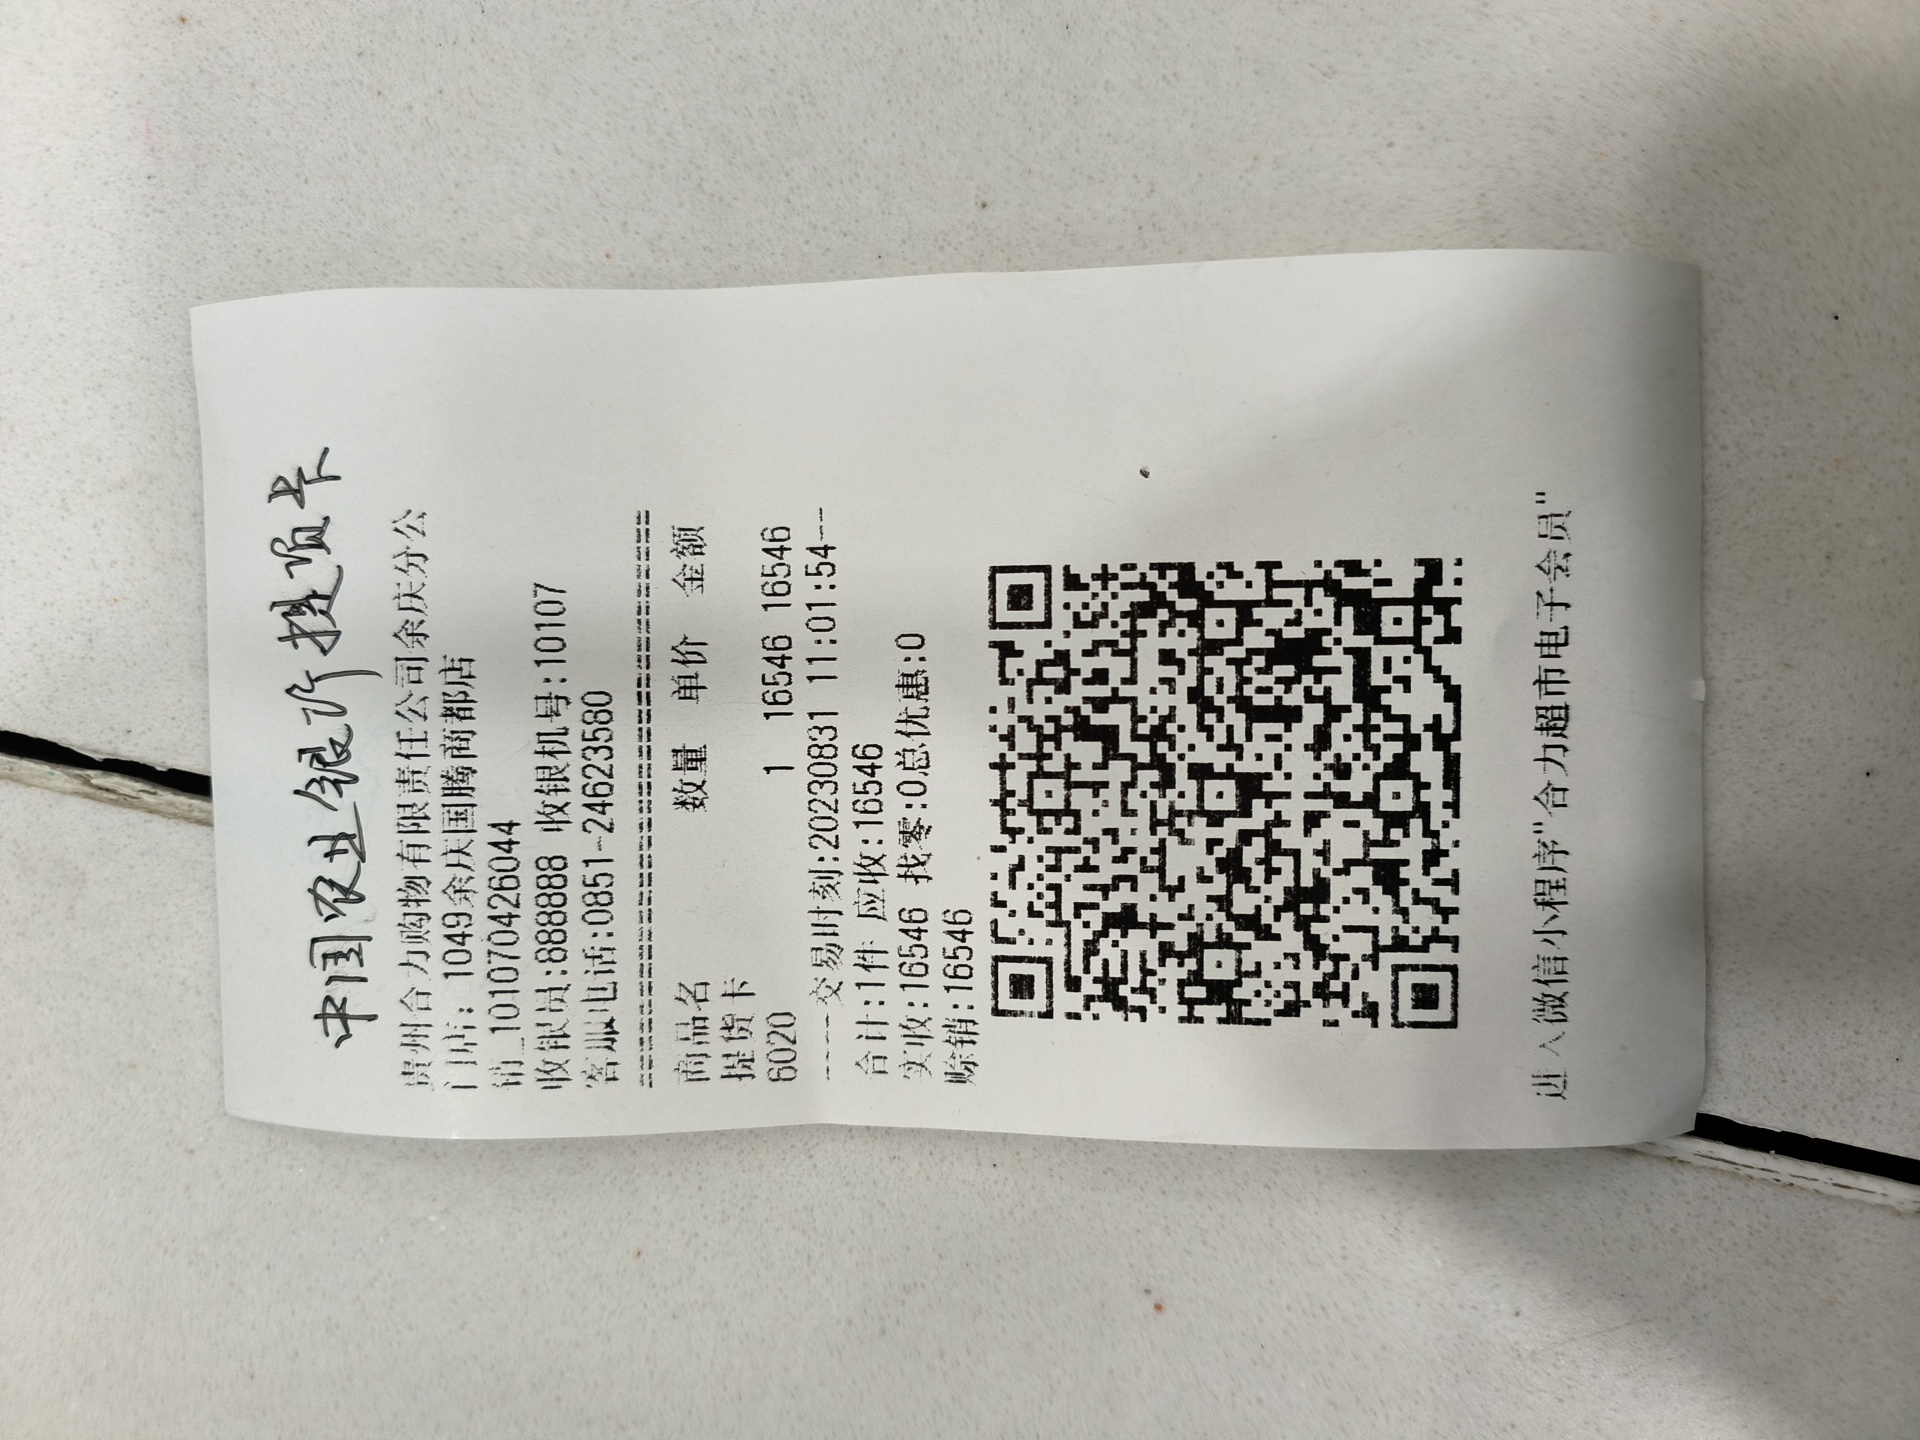 中国农业银行提货卡
贵州合力购物有限责任公司余庆分公
门店: 1049余庆国腾商都店
销_10107042604​4
收银员:888888 收银机号:10107
客服电话:0851-24623580
================================
商品名 数量 单价 金额
提货卡
6020 1 16546 16546
----交易时刻:20230831 11:01:54--
合计:1件 应收:16546
实收:16546 找零:0总优惠:0
赊销:16546
进入微信小程序"合力超市电子会员"